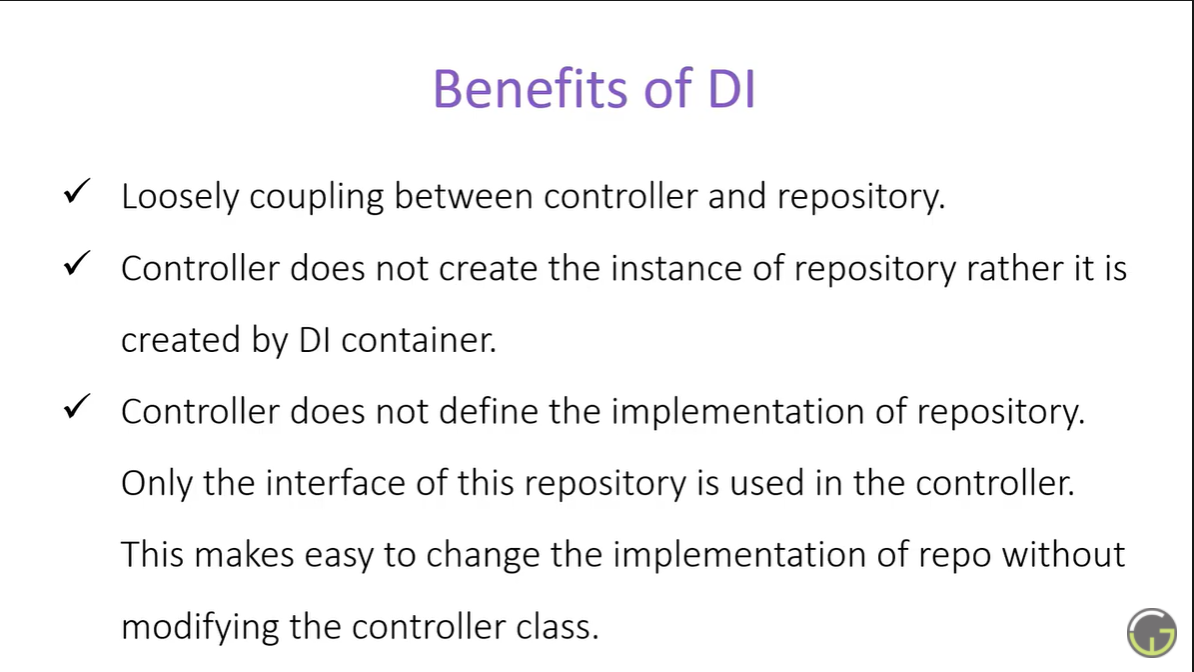 Benefits of DI
✓ Loosely coupling between controller and repository.
✓ Controller does not create the instance of repository rather it is
created by DI container.
✓ Controller does not define the implementation of repository.
Only the interface of this repository is used in the controller.
This makes easy to change the implementation of repo without
modifying the controller class.